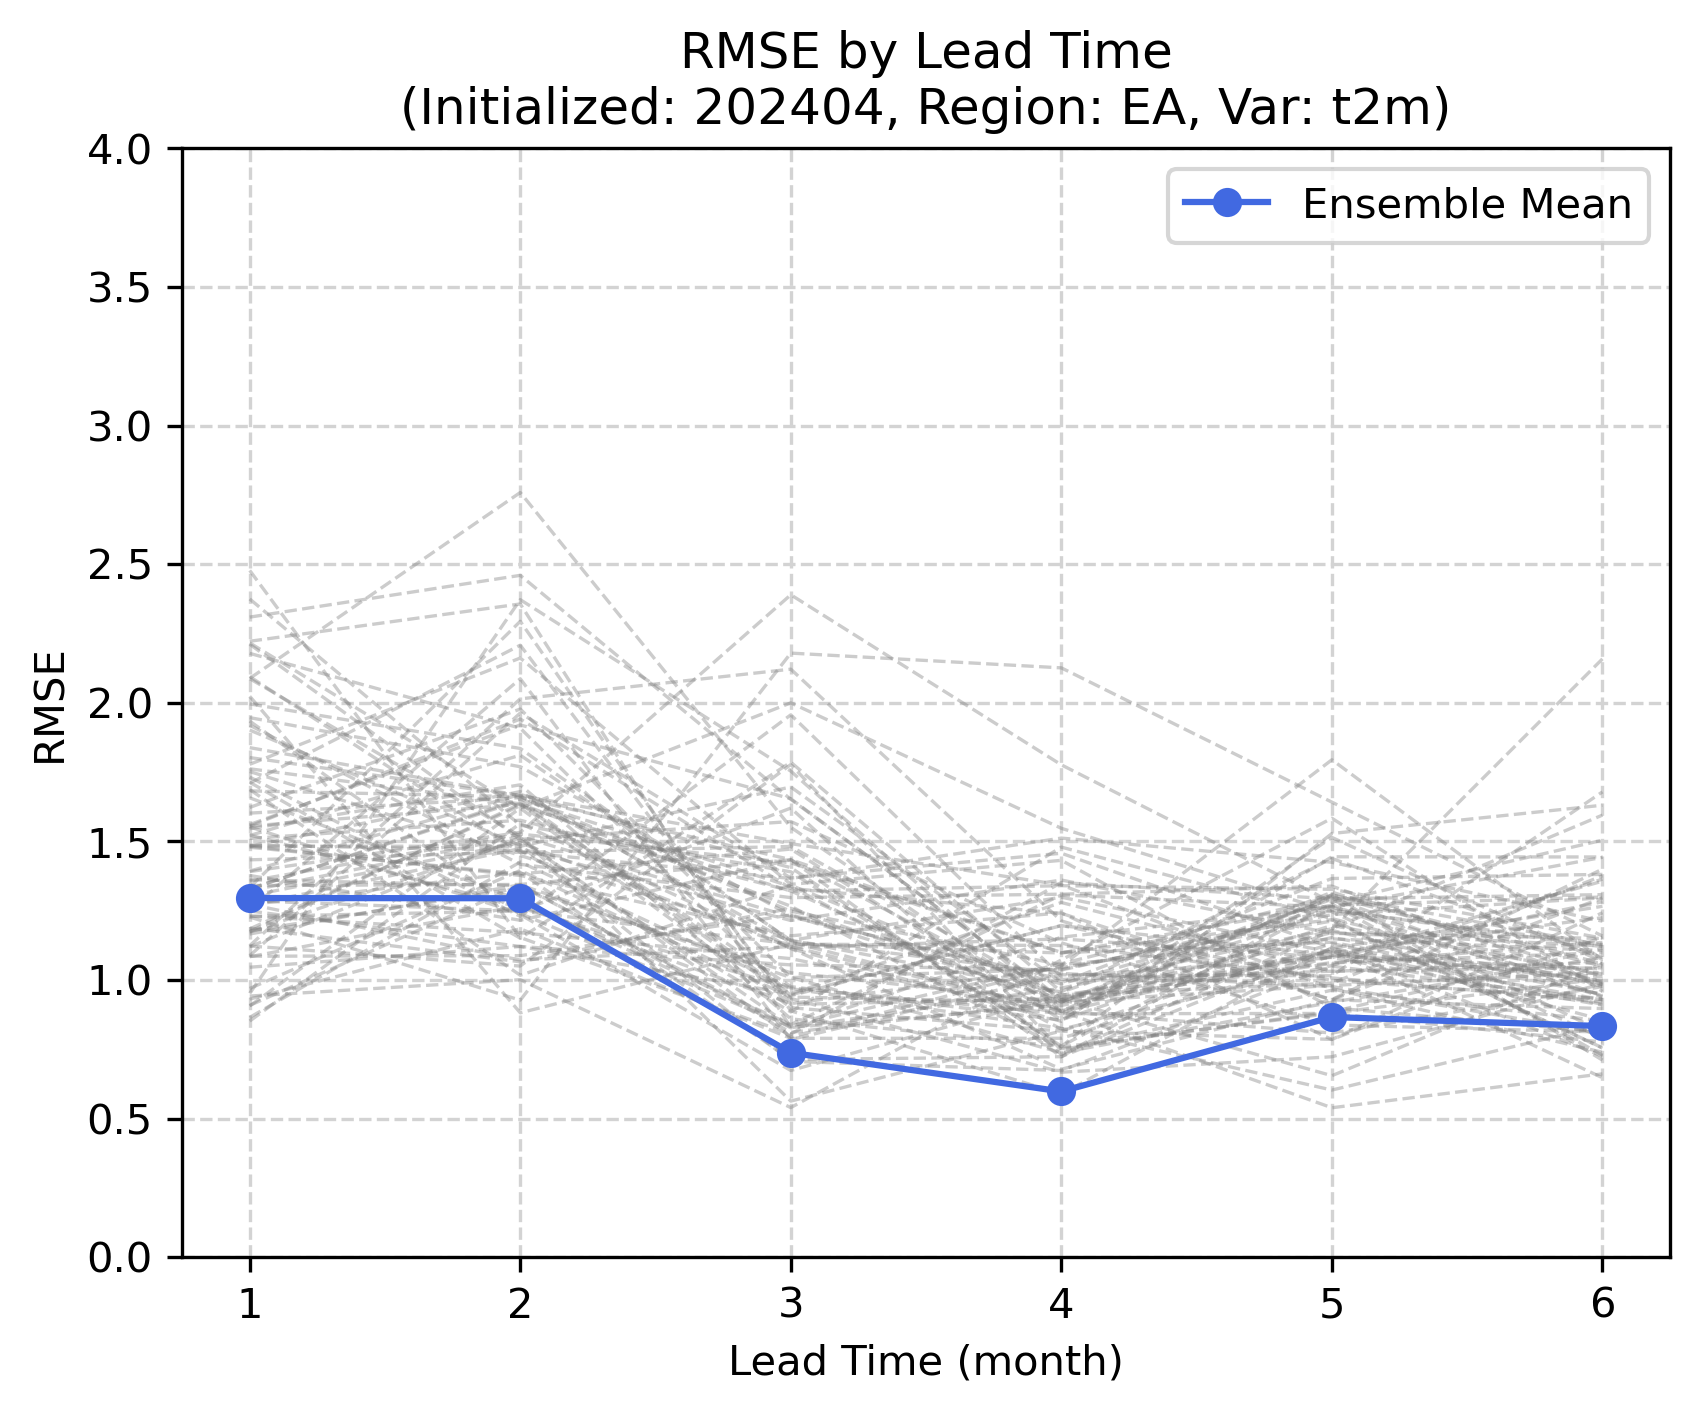 RMSE by Lead Time
(Initialized: 202404, Region: EA, Var: t2m)
Ensemble Mean
RMSE
4.0
3.5
3.0
2.5
2.0
1.5
1.0
0.5
0.0
1 2 3 4 5 6
Lead Time (month)